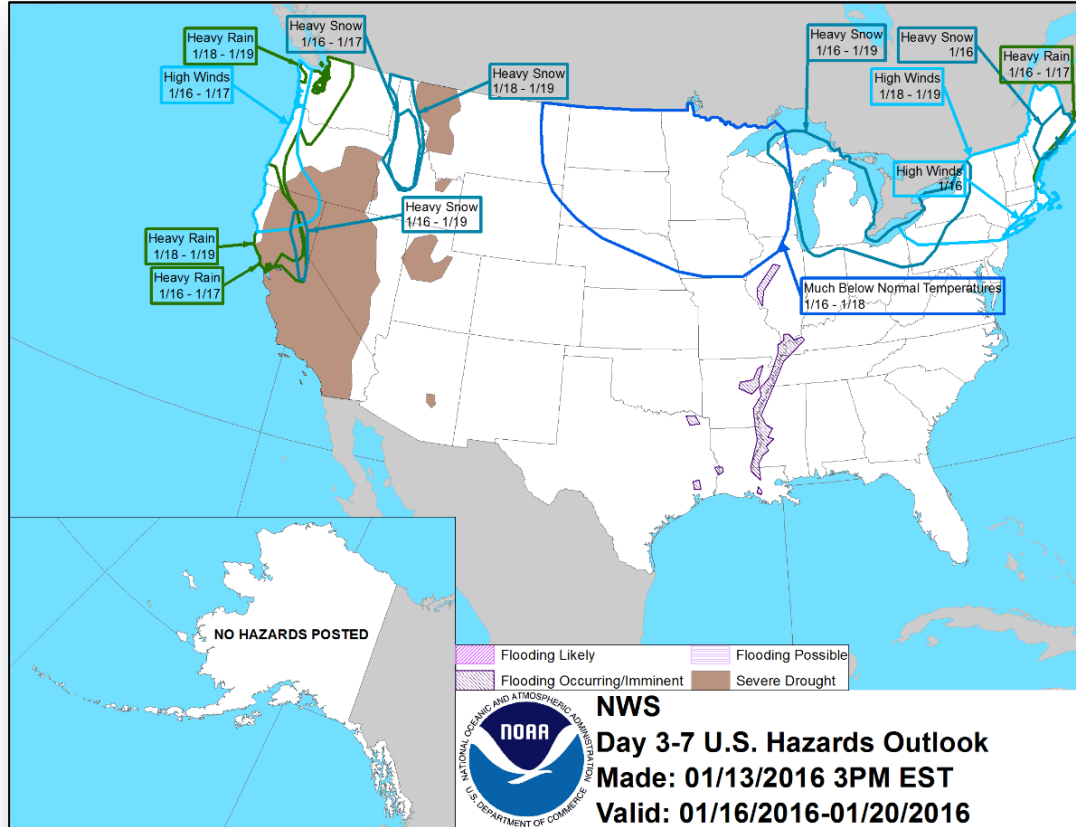 Heavy Rain
1/18 - 1/19
Heavy Snow
1/16 - 1/17
High Winds
1/16 - 1/17
Heavy Snow
1/18 - 1/19
Heavy Snow
1/16 - 1/19
Heavy Snow
1/16
Heavy Rain
1/16 - 1/17
High Winds
1/18 - 1/19
High Winds
1/16
Heavy Snow
1/16 - 1/19
Heavy Rain
1/18 - 1/19
Heavy Rain
1/16 - 1/17
Much Below Normal Temperatures
1/16 - 1/18
NO HAZARDS POSTED
Flooding Likely
Flooding Possible
Flooding Occurring/Imminent
Severe Drought
NATIONAL OCEANIC AND ATMOSPHERIC ADMINISTRATION
NOAA
U.S. DEPARTMENT OF COMMERCE
NWS
Day 3-7 U.S. Hazards Outlook
Made: 01/13/2016 3PM EST
Valid: 01/16/2016-01/20/2016